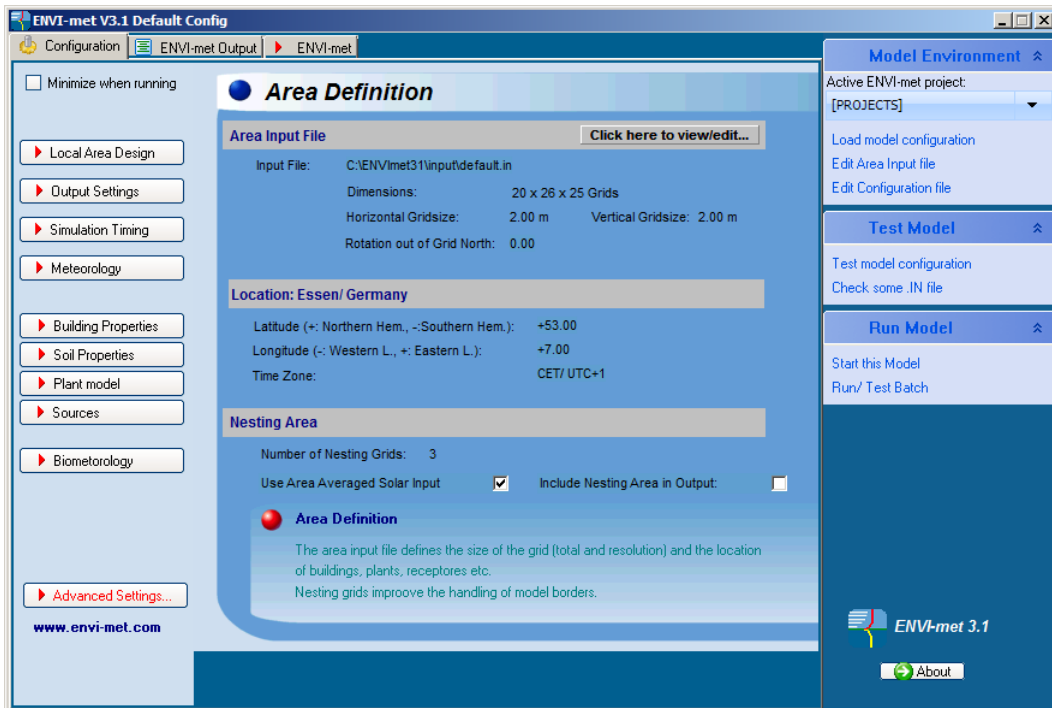 ENVI-met V3.1 Default Config
Configuration
ENVI-met Output
ENVI-met
Minimize when running
Local Area Design
Output Settings
Simulation Timing
Meteorology
Building Properties
Soil Properties
Plant model
Sources
Biometorology
Advanced Settings...
www.envi-met.com
Area Definition
Area Input File
Click here to view/edit...
Input File: C:\ENVImet31\input\default.in
Dimensions: 20 x 26 x 25 Grids
Horizontal Gridsize: 2.00 m Vertical Gridsize: 2.00 m
Rotation out of Grid North: 0.00
Location: Essen/ Germany
Latitude (+: Northern Hem., -:Southern Hem.): +53.00
Longitude (-: Western L., +: Eastern L.): +7.00
Time Zone: CET/ UTC+1
Nesting Area
Number of Nesting Grids: 3
Use Area Averaged Solar Input Include Nesting Area in Output:
Area Definition
The area input file defines the size of the grid (total and resolution) and the location
of buildings, plants, receptores etc.
Nesting grids improove the handling of model borders.
Model Environment
Active ENVI-met project:
[PROJECTS]
Load model configuration
Edit Area Input file
Edit Configuration file
Test Model
Test model configuration
Check some .IN file
Run Model
Start this Model
Run/ Test Batch
ENVI-met 3.1
About